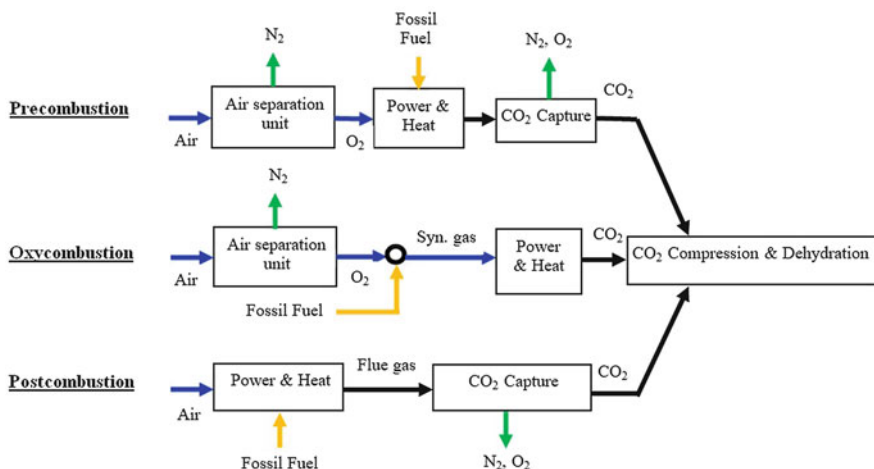 Fossil
Fuel
N₂
N₂, O₂
CO₂
Precombustion
Air separation
unit
Power &
Heat
CO₂ Capture
Air
O₂
N₂
Oxycombustion
Air separation
unit
Syn. gas
Power
& Heat
CO₂
CO₂ Compression & Dehydration
Air
O₂
Fossil Fuel
Postcombustion
Power & Heat
Flue gas
CO₂ Capture
CO₂
Air
Fossil Fuel
N₂, O₂